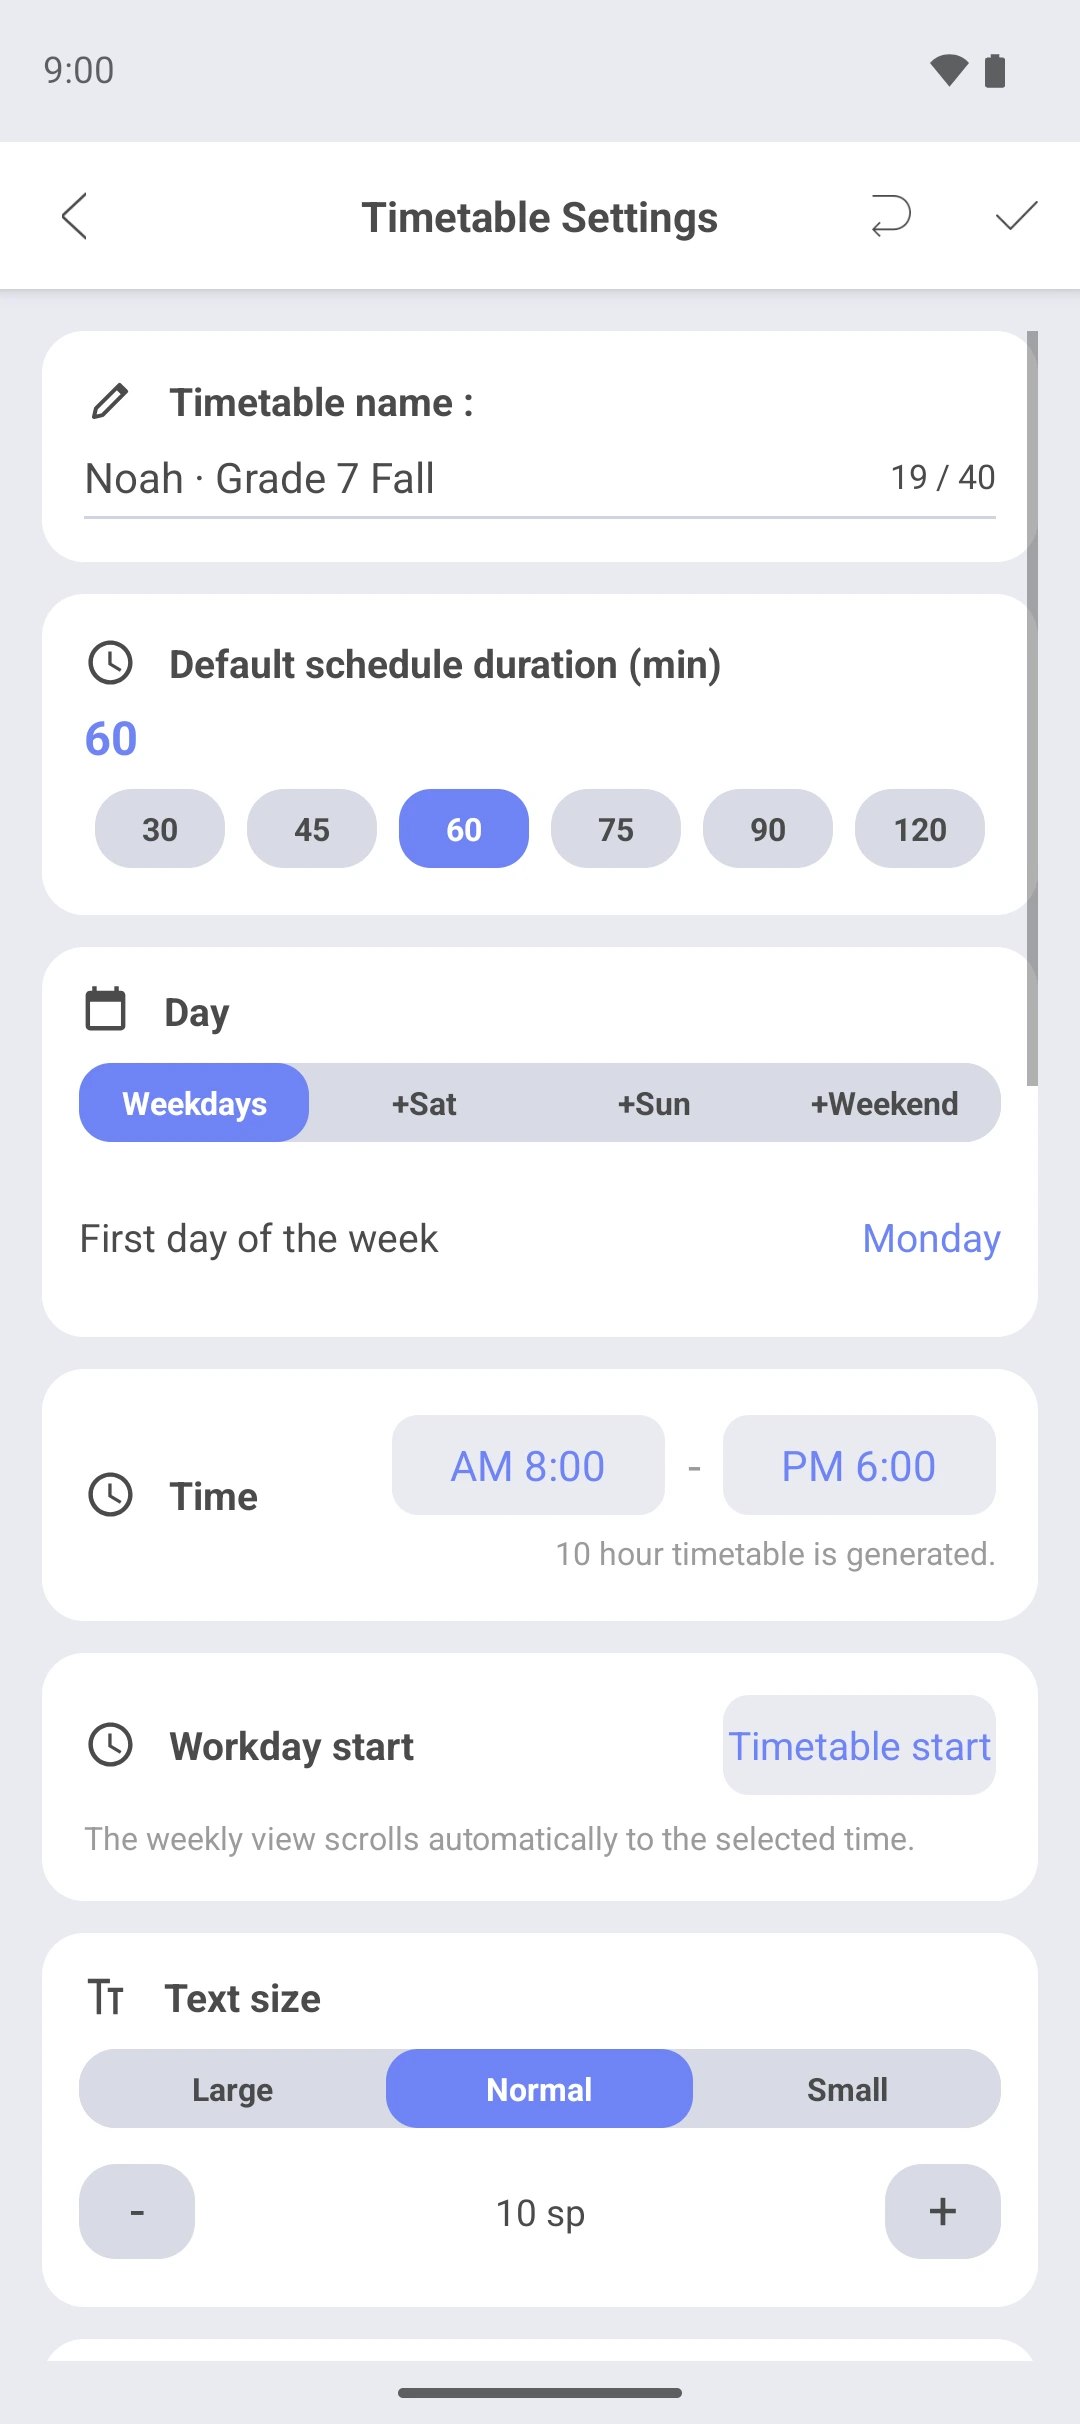 9:00
Timetable Settings
Timetable name :
Noah · Grade 7 Fall 19 / 40
Default schedule duration (min)
60
30 45 60 75 90 120
Day
Weekdays +Sat +Sun +Weekend
First day of the week Monday
Time AM 8:00 - PM 6:00
10 hour timetable is generated.
Workday start Timetable start
The weekly view scrolls automatically to the selected time.
Text size
Large Normal Small
- 10 sp +